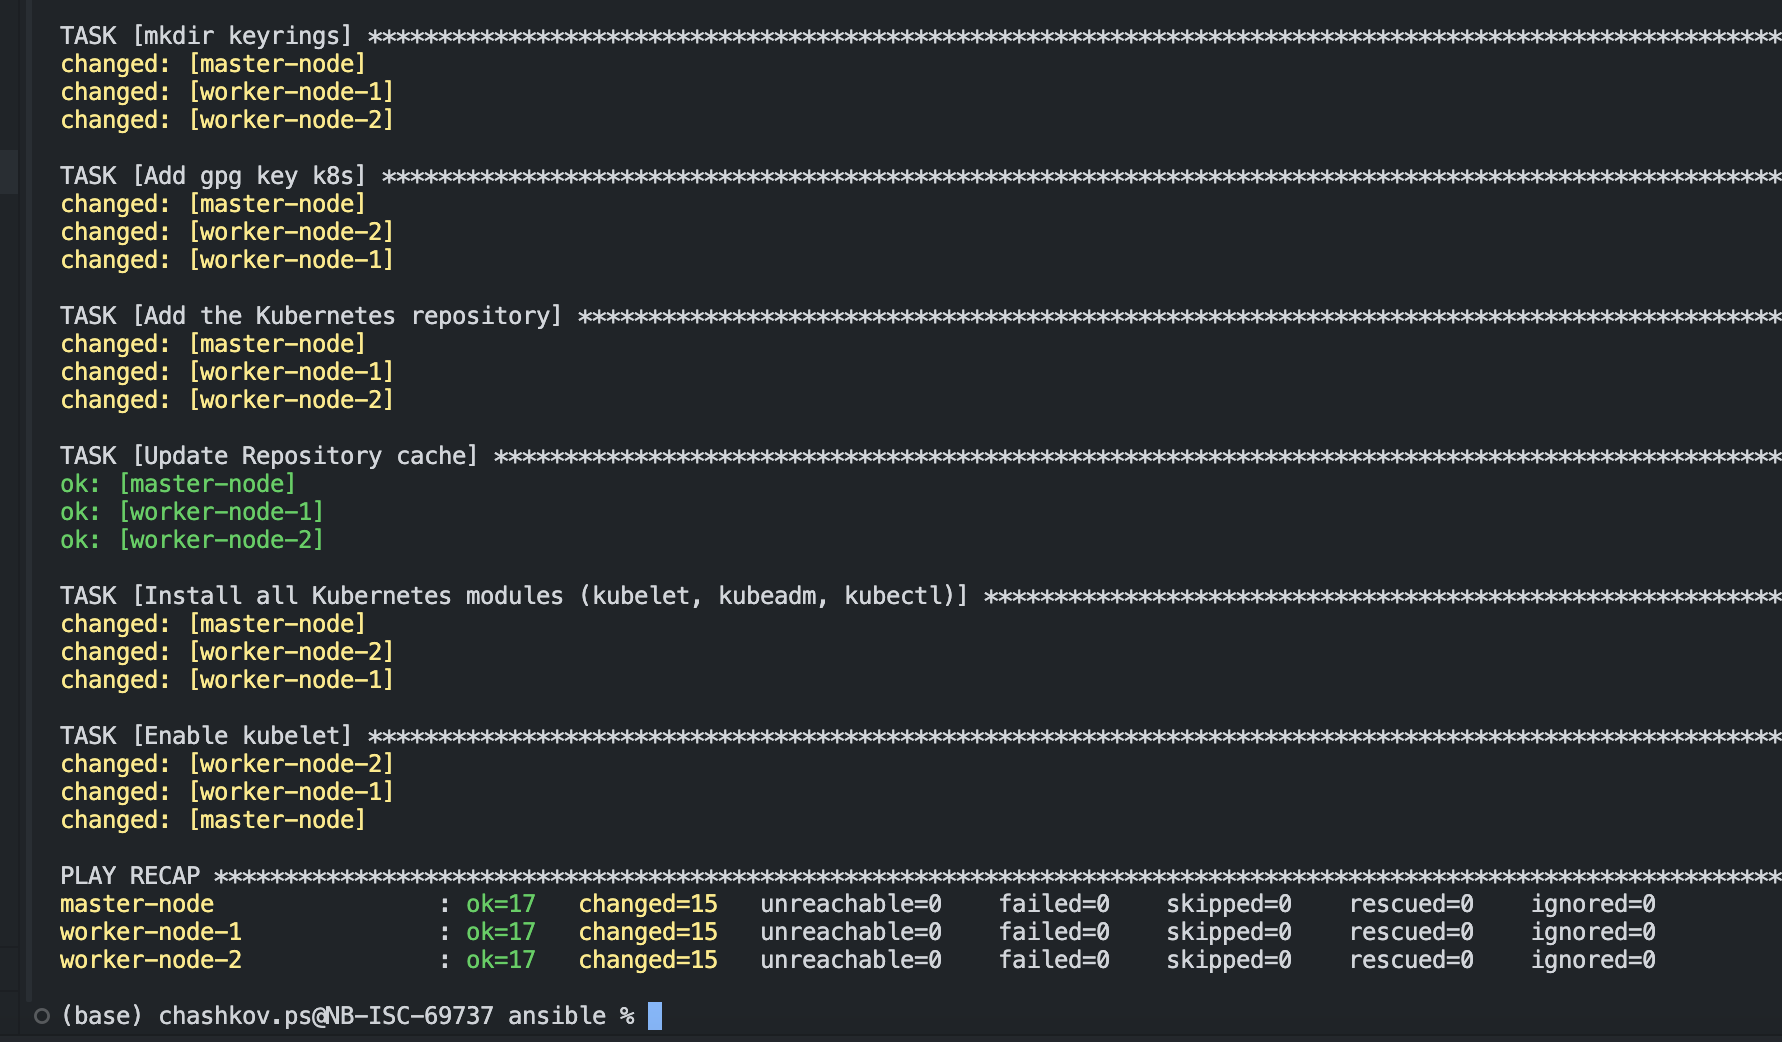 TASK [mkdir keyrings] ****************************************************************************************************
changed: [master-node]
changed: [worker-node-1]
changed: [worker-node-2]
TASK [Add gpg key k8s] ***************************************************************************************************
changed: [master-node]
changed: [worker-node-2]
changed: [worker-node-1]
TASK [Add the Kubernetes repository] *************************************************************************************
changed: [master-node]
changed: [worker-node-1]
changed: [worker-node-2]
TASK [Update Repository cache] *******************************************************************************************
ok: [master-node]
ok: [worker-node-1]
ok: [worker-node-2]
TASK [Install all Kubernetes modules (kubelet, kubeadm, kubectl)] ********************************************************
changed: [master-node]
changed: [worker-node-2]
changed: [worker-node-1]
TASK [Enable kubelet] ****************************************************************************************************
changed: [worker-node-2]
changed: [worker-node-1]
changed: [master-node]
PLAY RECAP ***************************************************************************************************************
master-node : ok=17 changed=15 unreachable=0 failed=0 skipped=0 rescued=0 ignored=0
worker-node-1 : ok=17 changed=15 unreachable=0 failed=0 skipped=0 rescued=0 ignored=0
worker-node-2 : ok=17 changed=15 unreachable=0 failed=0 skipped=0 rescued=0 ignored=0
(base) chashkov.ps@NB-ISC-69737 ansible %